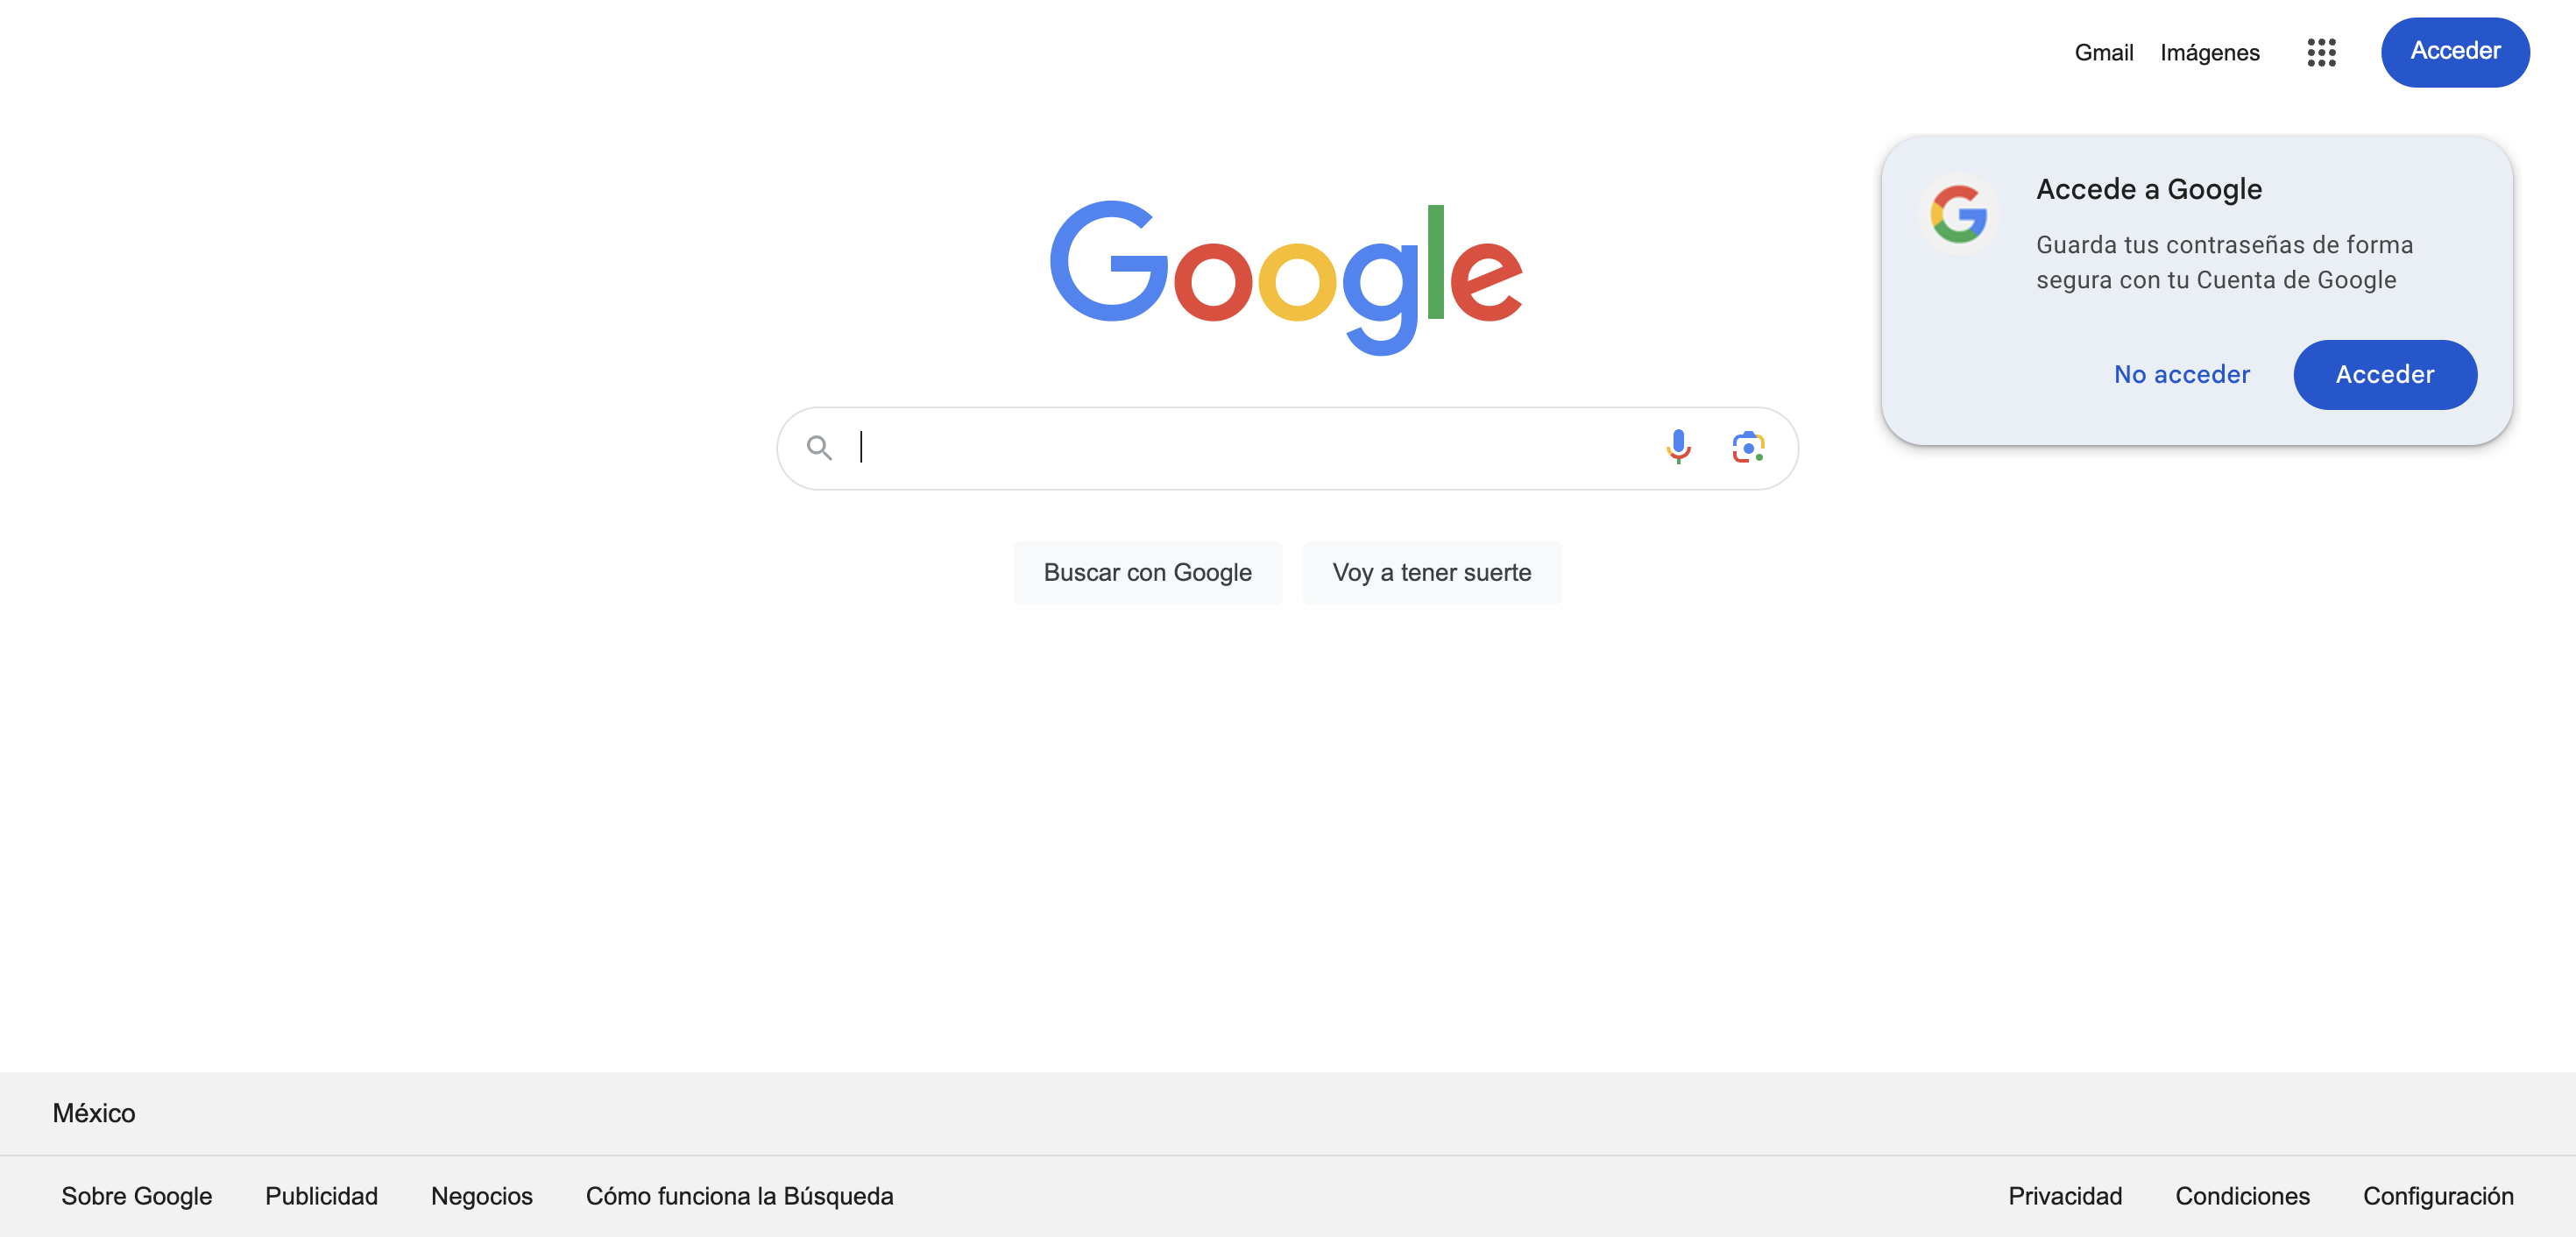 Gmail Imágenes Acceder
Accede a Google
Guarda tus contraseñas de forma
segura con tu Cuenta de Google
No acceder Acceder
Google
Buscar con Google Voy a tener suerte
México
Sobre Google Publicidad Negocios Cómo funciona la Búsqueda Privacidad Condiciones Configuración